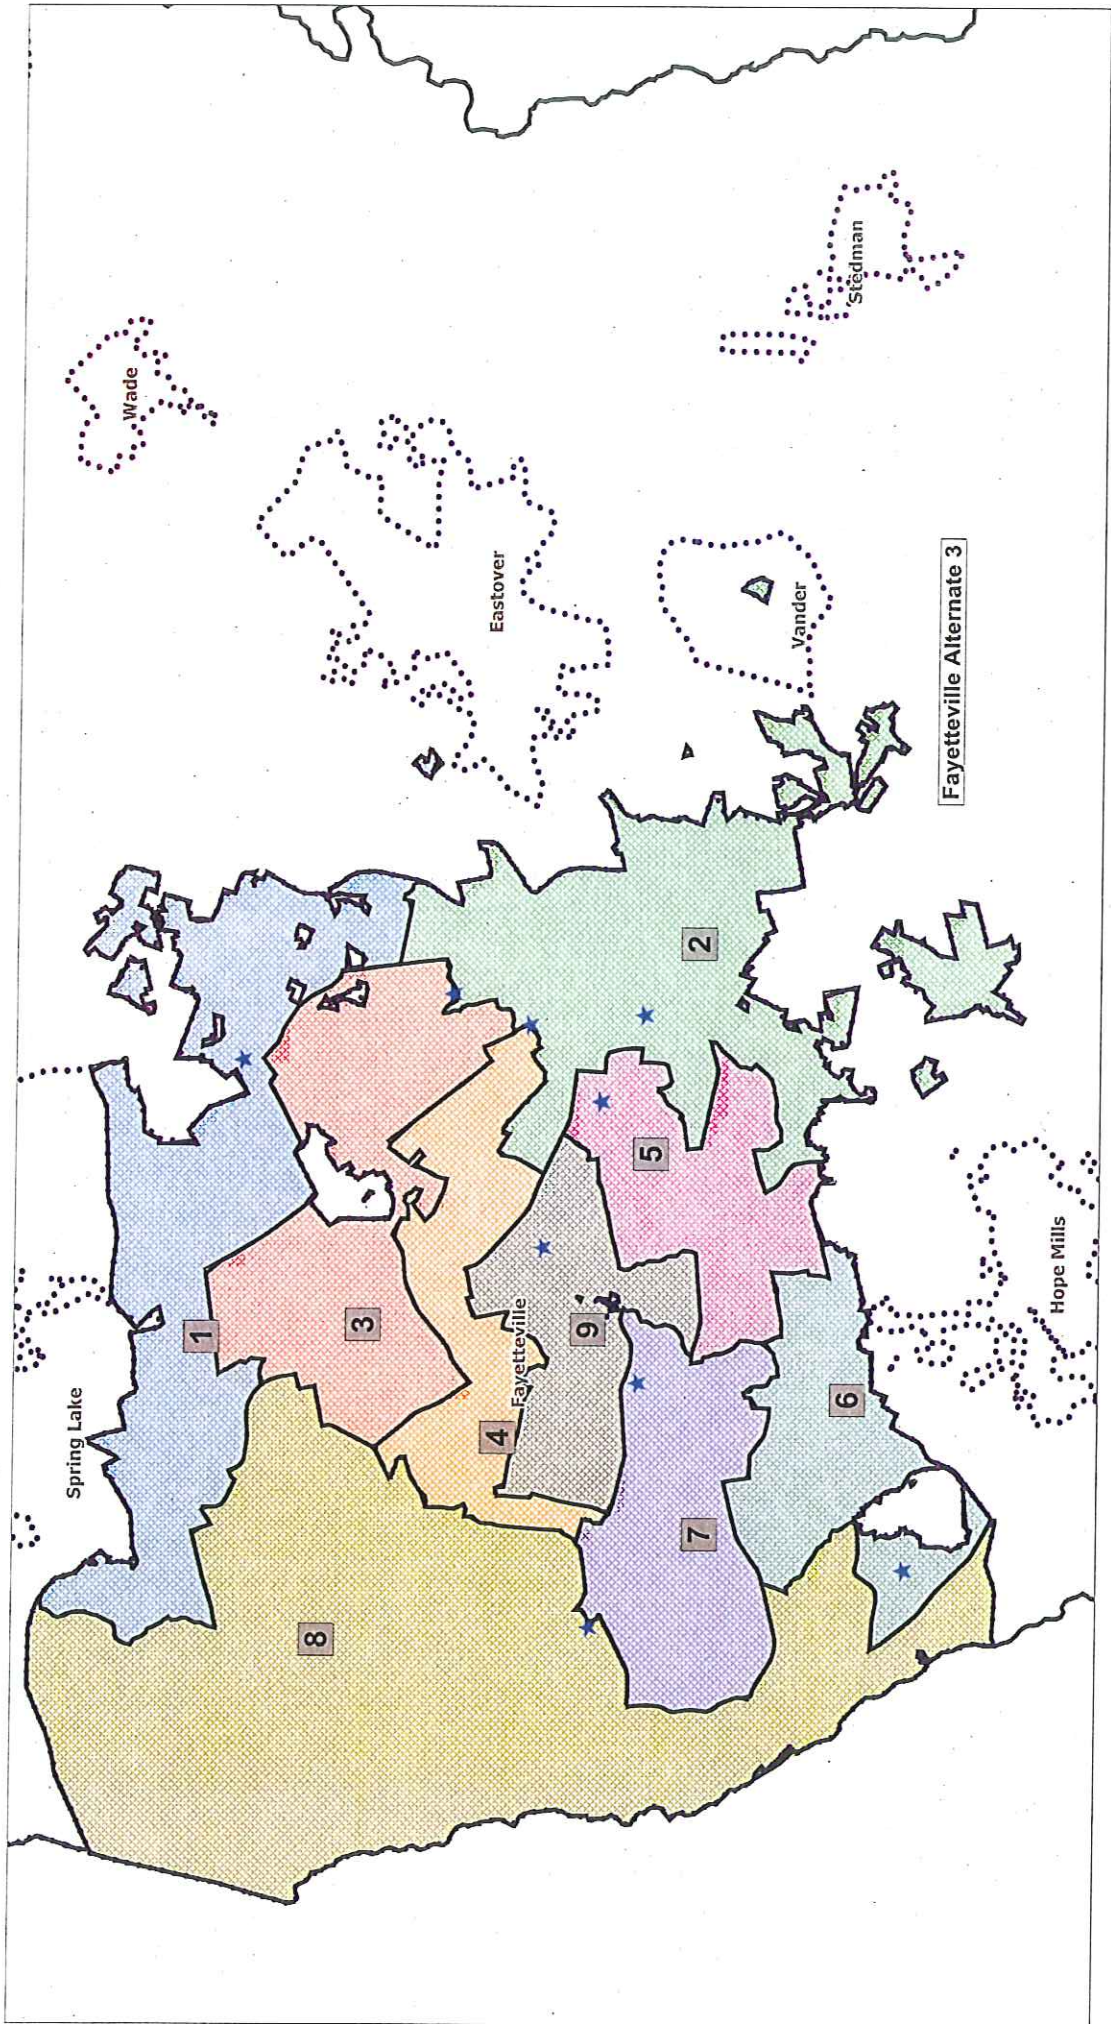 Spring Lake
Wade
1
8
3
4
Eastover
Fayetteville
9
5
7
2
Vander
6
Stedman
Fayetteville Alternate 3
Hope Mills